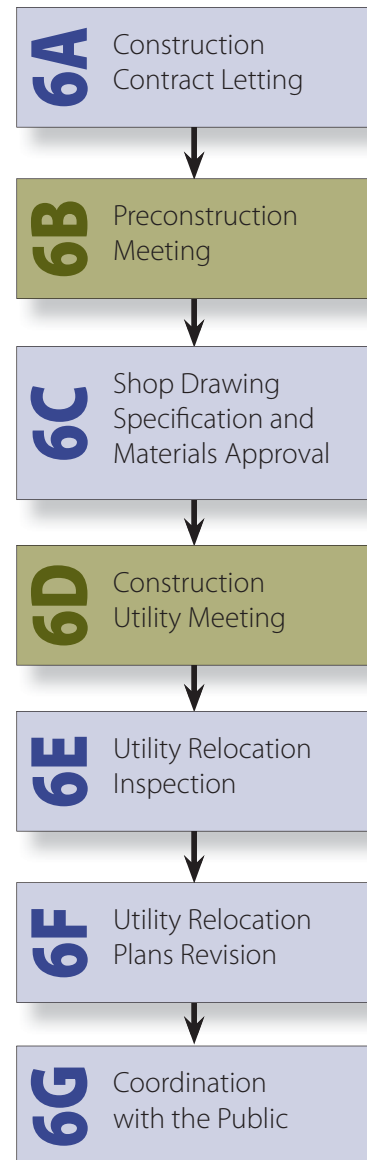 6A
Construction
Contract Letting
6B
Preconstruction
Meeting
6C
Shop Drawing
Specification and
Materials Approval
6D
Construction
Utility Meeting
6E
Utility Relocation
Inspection
6F
Utility Relocation
Plans Revision
6G
Coordination
with the Public